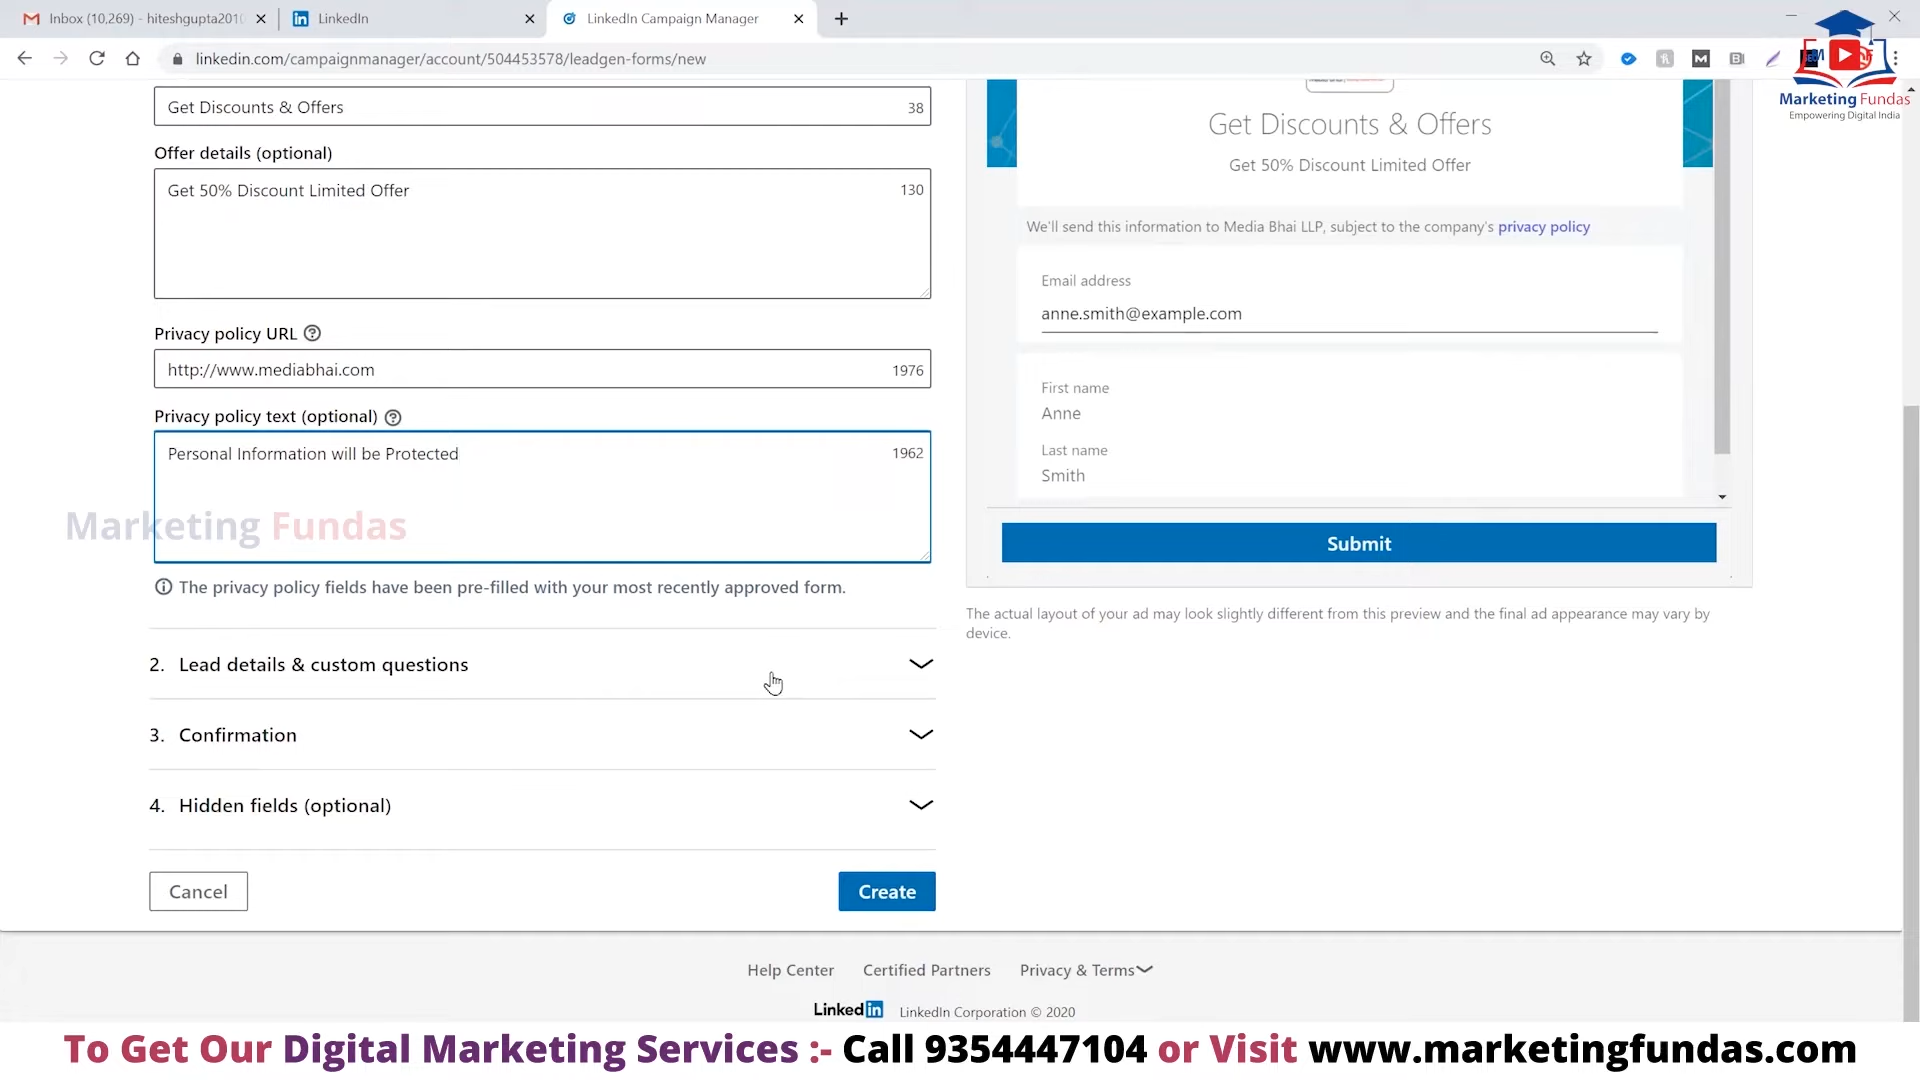 Inbox (10,269) - hiteshgupta201
LinkedIn
LinkedIn Campaign Manager
linkedin.com/campaignmanager/account/504453578/leadgen-forms/new
Marketing Fundas
Empowering Digital India
Get Discounts & Offers
38
Offer details (optional)
Get 50% Discount Limited Offer
130
Privacy policy URL
http://www.mediabhai.com
1976
Privacy policy text (optional)
Personal Information will be Protected
1962
Marketing Fundas
The privacy policy fields have been pre-filled with your most recently approved form.
2. Lead details & custom questions
3. Confirmation
4. Hidden fields (optional)
Cancel
Create
Get Discounts & Offers
Get 50% Discount Limited Offer
We'll send this information to Media Bhai LLP, subject to the company's privacy policy
Email address
anne.smith@example.com
First name
Anne
Last name
Smith
Submit
The actual layout of your ad may look slightly different from this preview and the final ad appearance may vary by
device.
Help Center
Certified Partners
Privacy & Terms
LinkedIn
LinkedIn Corporation © 2020
To Get Our Digital Marketing Services :- Call 9354447104 or Visit www.marketingfundas.com